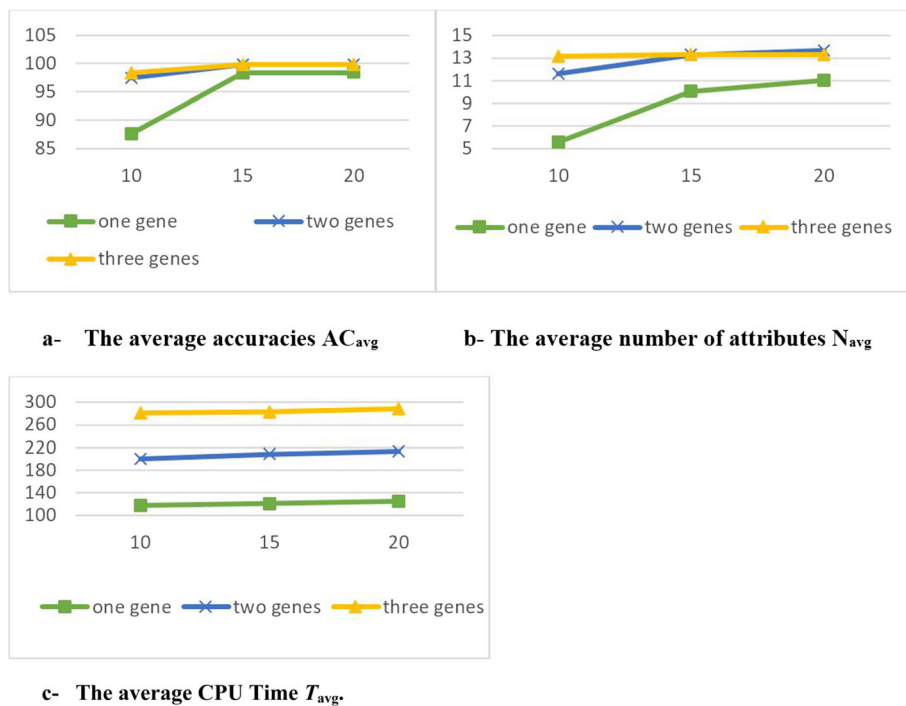 105
100
95
90
85
10 15 20
one gene two genes
three genes
13
11
9
7
5
15
10 15 20
one gene two genes three genes
a- The average accuracies ACavg
b- The average number of attributes Navg
300
260
220
180
140
100
10 15 20
one gene two genes three genes
c- The average CPU Time Tavg.